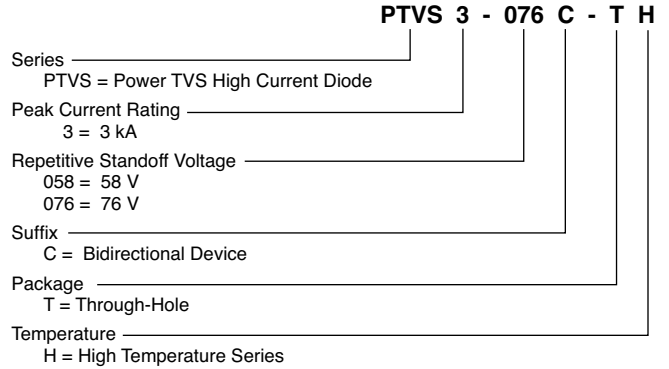 PTVS 3 - 076 C - T H
Series
PTVS = Power TVS High Current Diode
Peak Current Rating
3 = 3 kA
Repetitive Standoff Voltage
058 = 58 V
076 = 76 V
Suffix
C = Bidirectional Device
Package
T = Through-Hole
Temperature
H = High Temperature Series